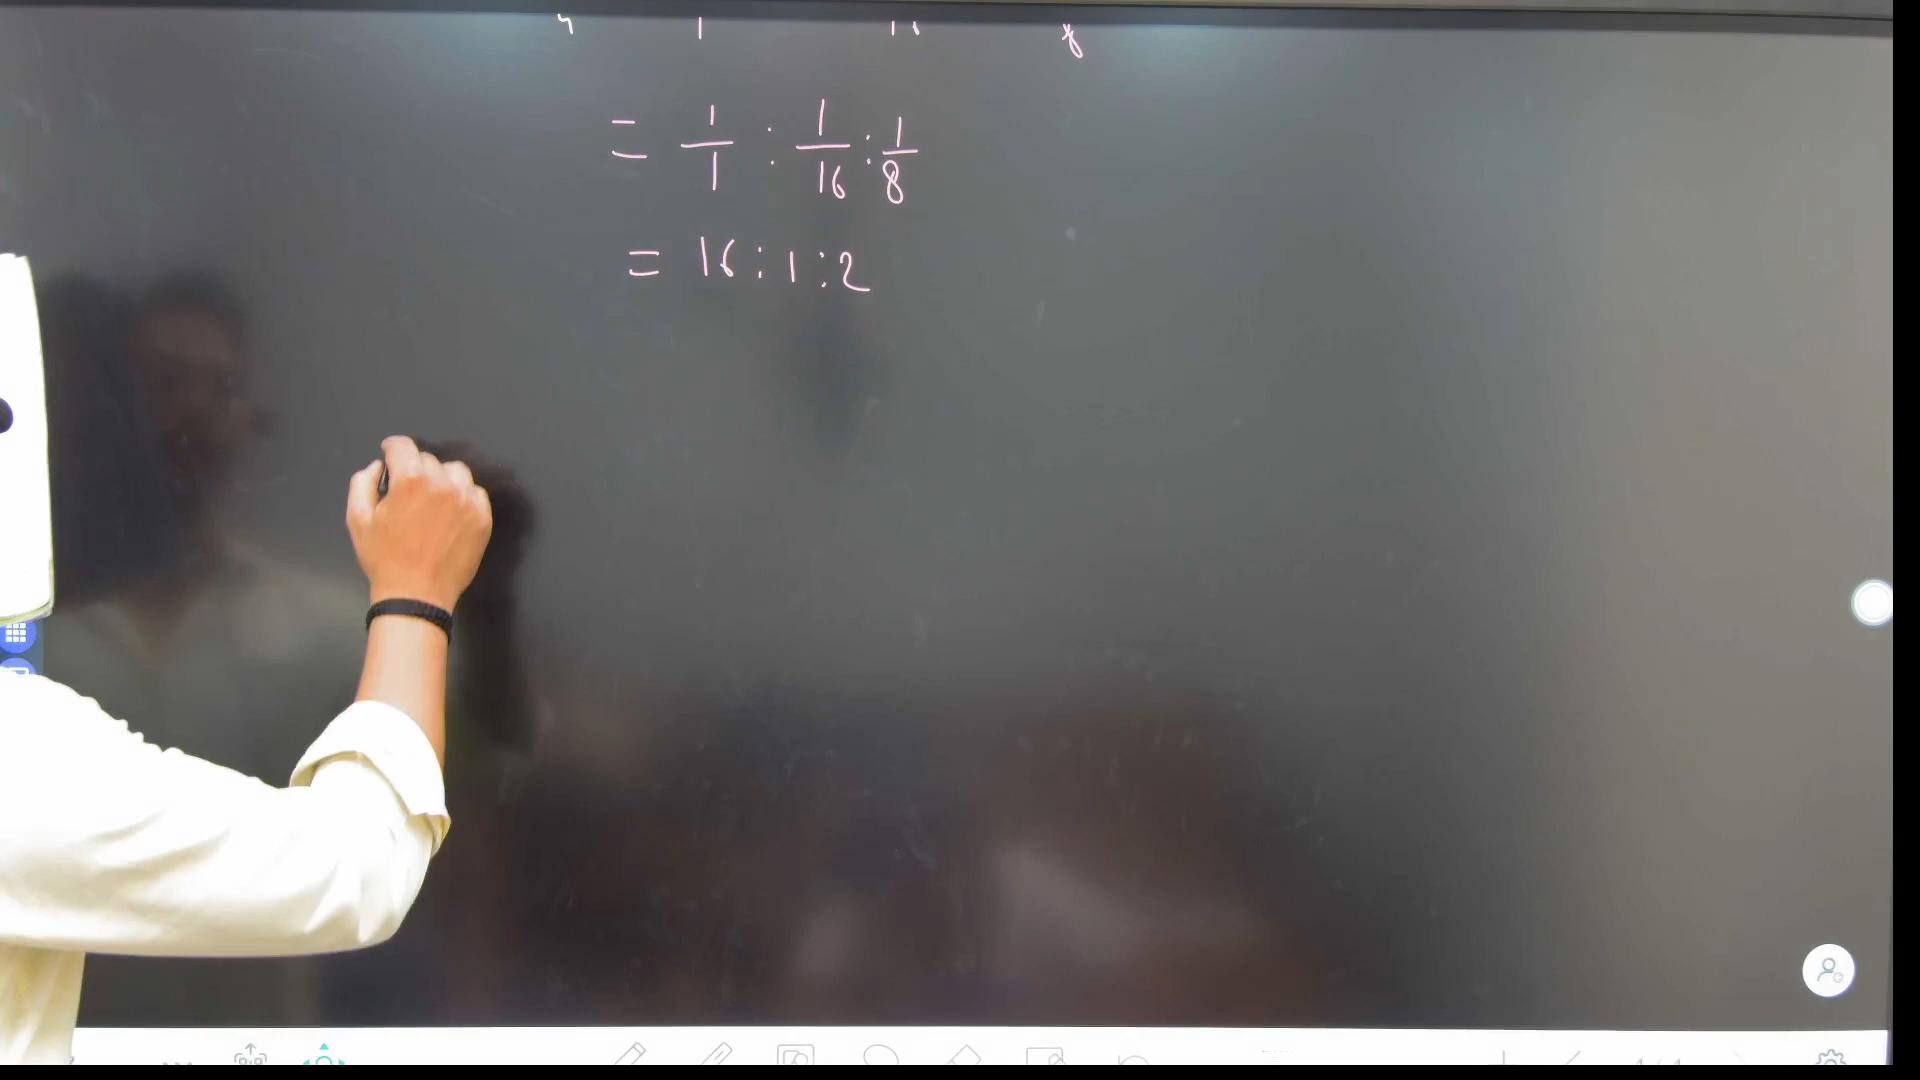 = 1/1 : 1/16 : 1/8
= 16 : 1 : 2